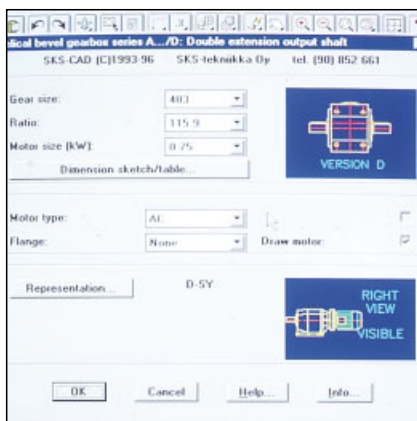 elical bevel gearbox series A.../D: Double extension output shaft
SKS-CAD (C)1993-96 SKS-tekniikka Oy tel. (90) 852 661
Gear size: 403
Ratio: 115.9
Motor size (kW): 0.75
Dimension sketch/table...
VERSION D
Motor type: AC
Flange: None Draw motor:
Representation... D-SY
RIGHT
VIEW
VISIBLE
OK Cancel Help... Info...